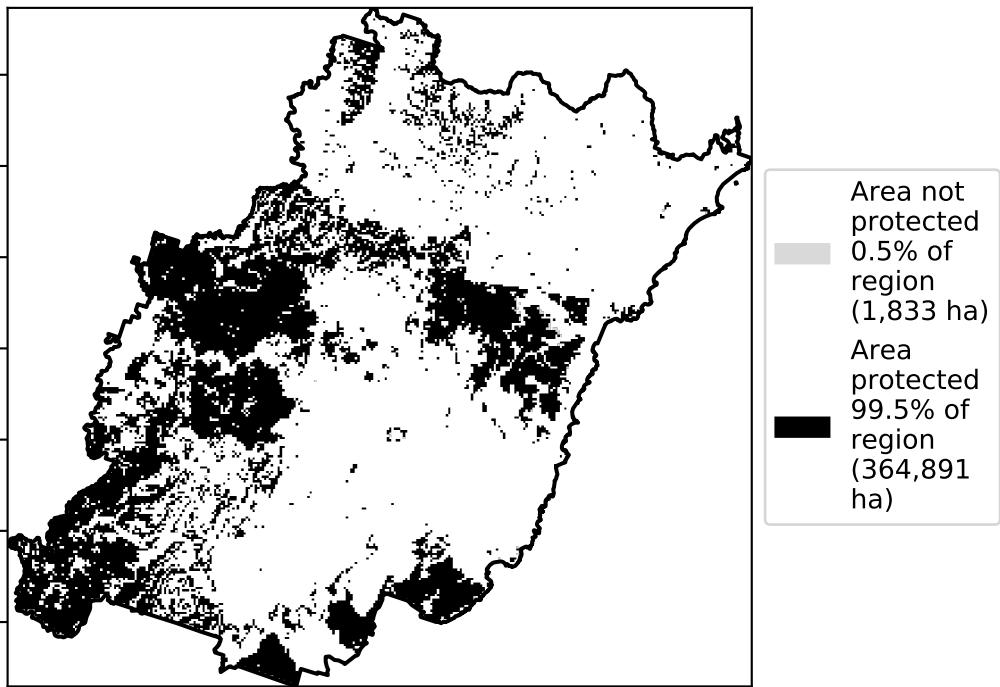 Area not
protected
0.5% of
region
(1,833 ha)
Area
protected
99.5% of
region
(364,891
ha)